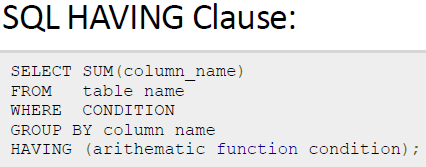 SQL HAVING Clause:
SELECT SUM(column_name)
FROM table name
WHERE CONDITION
GROUP BY column name
HAVING (arithematic function condition);